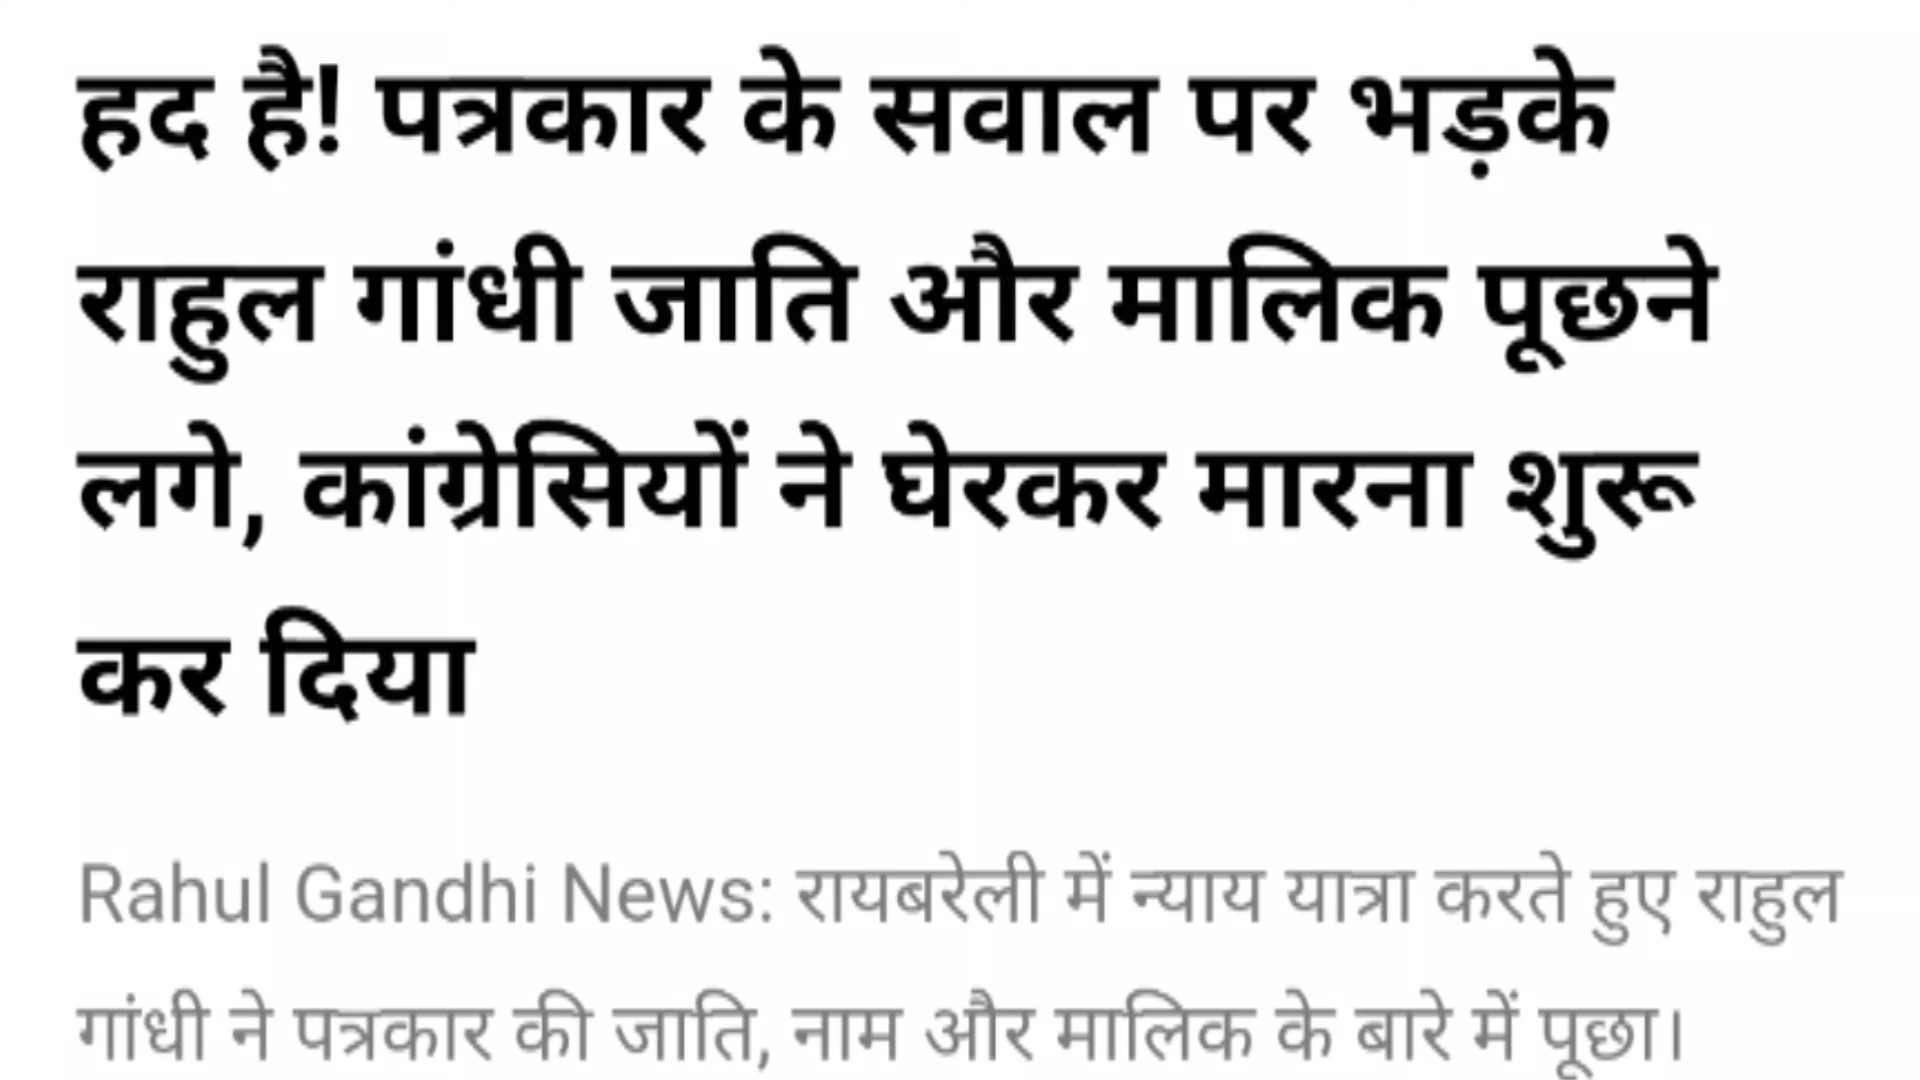 हद है! पत्रकार के सवाल पर भड़के
राहुल गांधी जाति और मालिक पूछने
लगे, कांग्रेसियों ने घेरकर मारना शुरू
कर दिया
Rahul Gandhi News: रायबरेली में न्याय यात्रा करते हुए राहुल
गांधी ने पत्रकार की जाति, नाम और मालिक के बारे में पूछा।